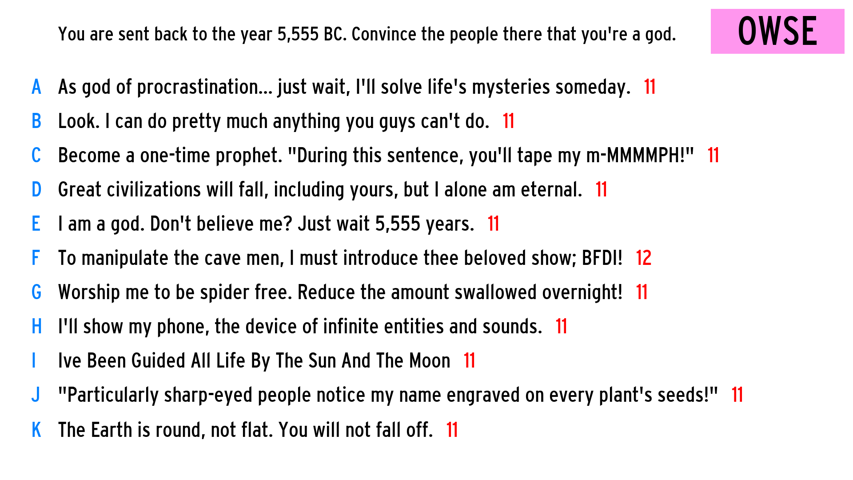 You are sent back to the year 5,555 BC. Convince the people there that you're a god.
OWSE
A As god of procrastination... just wait, I'll solve life's mysteries someday. 11
B Look. I can do pretty much anything you guys can't do. 11
C Become a one-time prophet. "During this sentence, you'll tape my m-MMMMPH!" 11
D Great civilizations will fall, including yours, but I alone am eternal. 11
E I am a god. Don't believe me? Just wait 5,555 years. 11
F To manipulate the cave men, I must introduce thee beloved show; BFDI! 12
G Worship me to be spider free. Reduce the amount swallowed overnight! 11
H I'll show my phone, the device of infinite entities and sounds. 11
I Ive Been Guided All Life By The Sun And The Moon 11
J "Particularly sharp-eyed people notice my name engraved on every plant's seeds!" 11
K The Earth is round, not flat. You will not fall off. 11